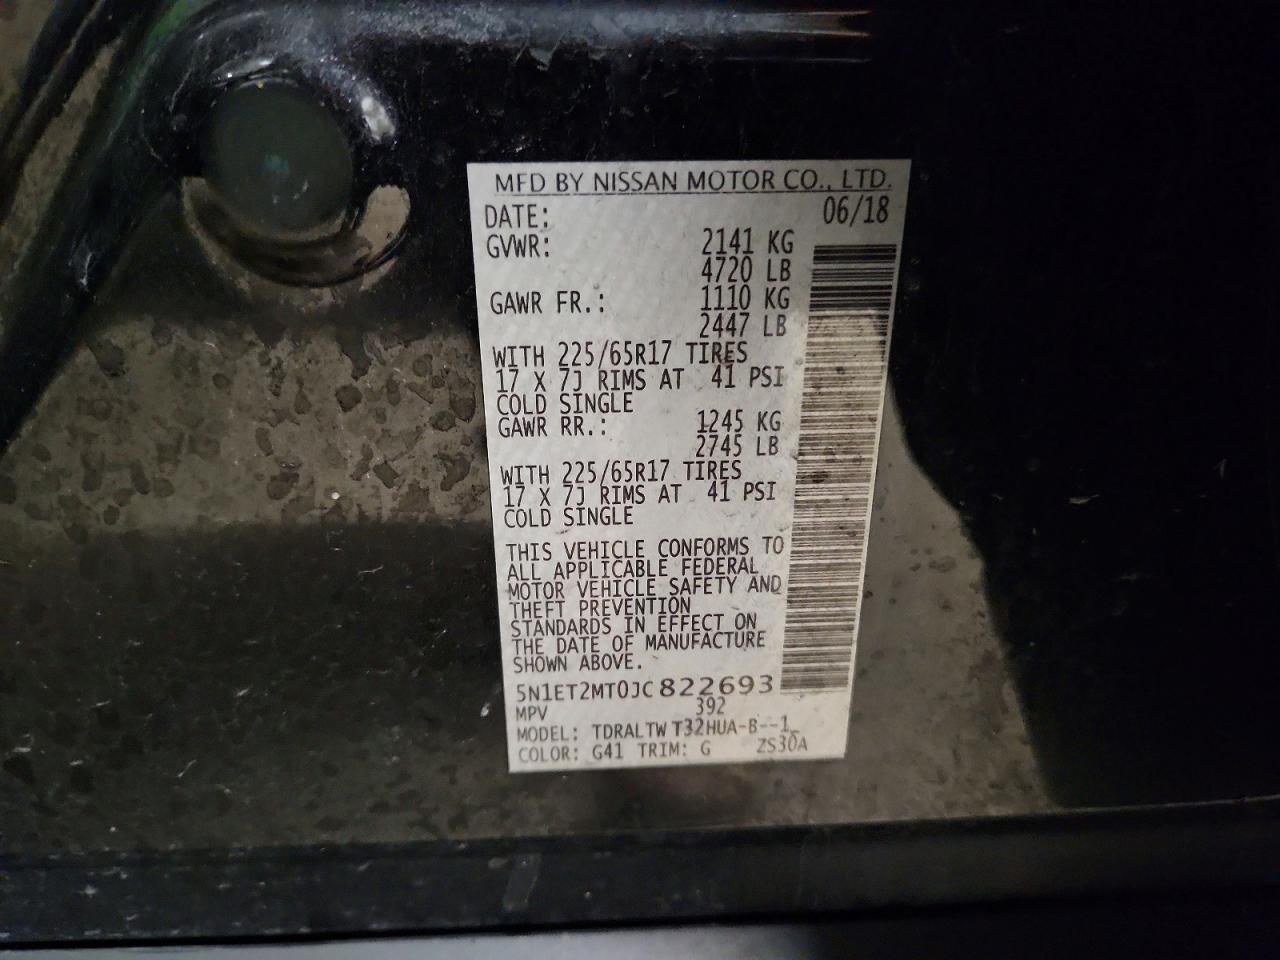 MFD BY NISSAN MOTOR CO., LTD.
DATE: 06/18
GVWR: 2141 KG
4720 LB
GAWR FR.: 1110 KG
2447 LB
WITH 225/65R17 TIRES
17 X 7J RIMS AT 41 PSI
COLD SINGLE
GAWR RR.: 1245 KG
2745 LB
WITH 225/65R17 TIRES
17 X 7J RIMS AT 41 PSI
COLD SINGLE
THIS VEHICLE CONFORMS TO
ALL APPLICABLE FEDERAL
MOTOR VEHICLE SAFETY AND
THEFT PREVENTION
STANDARDS IN EFFECT ON
THE DATE OF MANUFACTURE
SHOWN ABOVE.
5N1ET2MT0JC822693
MPV 392
MODEL: TDRALTW T32HUA-B--1_
COLOR: G41 TRIM: G ZS30A